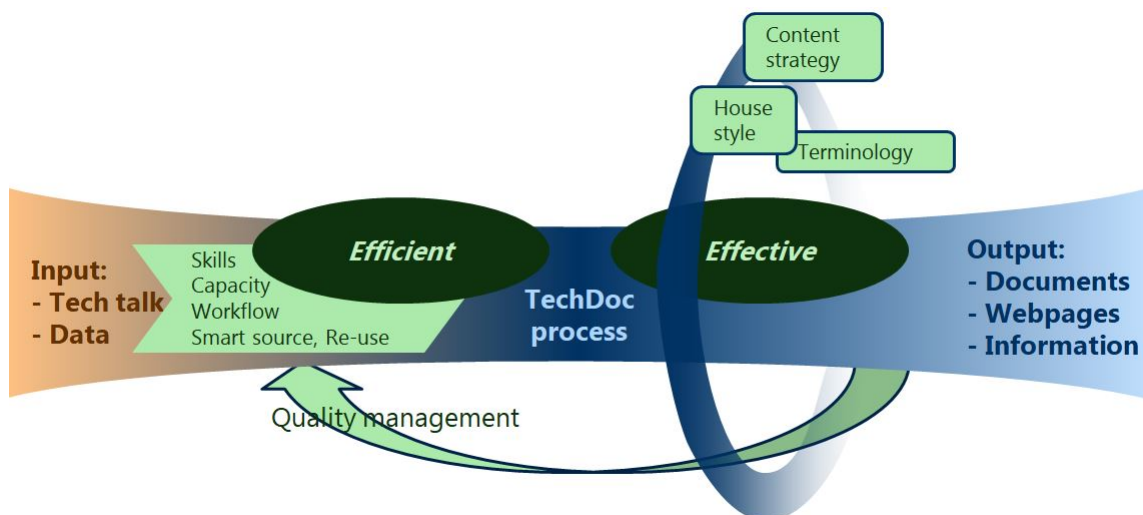 Content
strategy
House
style
Terminology
Efficient
Effective
Input:
- Tech talk
- Data
Skills
Capacity
Workflow
Smart source, Re-use
TechDoc
process
Output:
- Documents
- Webpages
- Information
Quality management